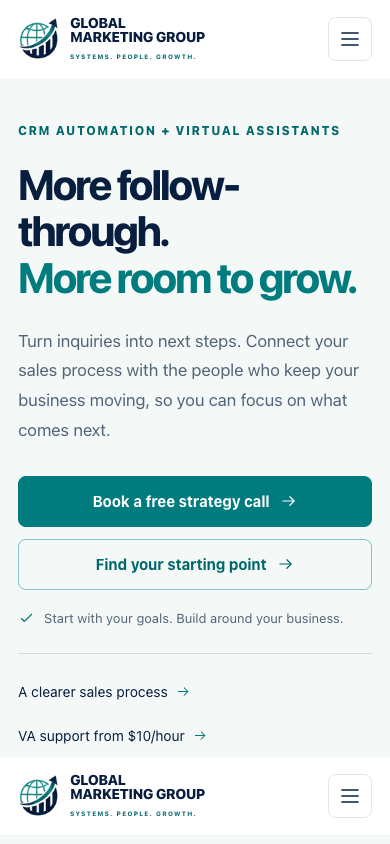 GLOBAL
MARKETING GROUP
SYSTEMS. PEOPLE. GROWTH.
CRM AUTOMATION + VIRTUAL ASSISTANTS
More follow-
through.
More room to grow.
Turn inquiries into next steps. Connect your
sales process with the people who keep your
business moving, so you can focus on what
comes next.
Book a free strategy call →
Find your starting point →
✓ Start with your goals. Build around your business.
A clearer sales process →
VA support from $10/hour →
GLOBAL
MARKETING GROUP
SYSTEMS. PEOPLE. GROWTH.